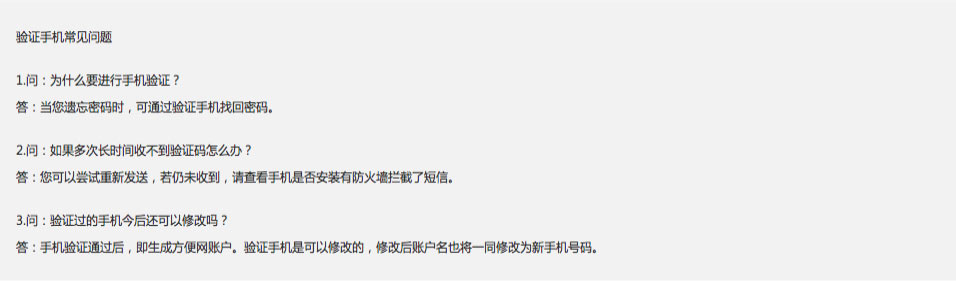 验证手机常见问题
1.问：为什么要进行手机验证？
答：当您遗忘密码时，可通过验证手机找回密码。
2.问：如果多次长时间收不到验证码怎么办？
答：您可以尝试重新发送，若仍未收到，请查看手机是否安装有防火墙拦截了短信。
3.问：验证过的手机今后还可以修改吗？
答：手机验证通过后，即生成方便网账户。验证手机是可以修改的，修改后账户名也将一同修改为新手机号码。